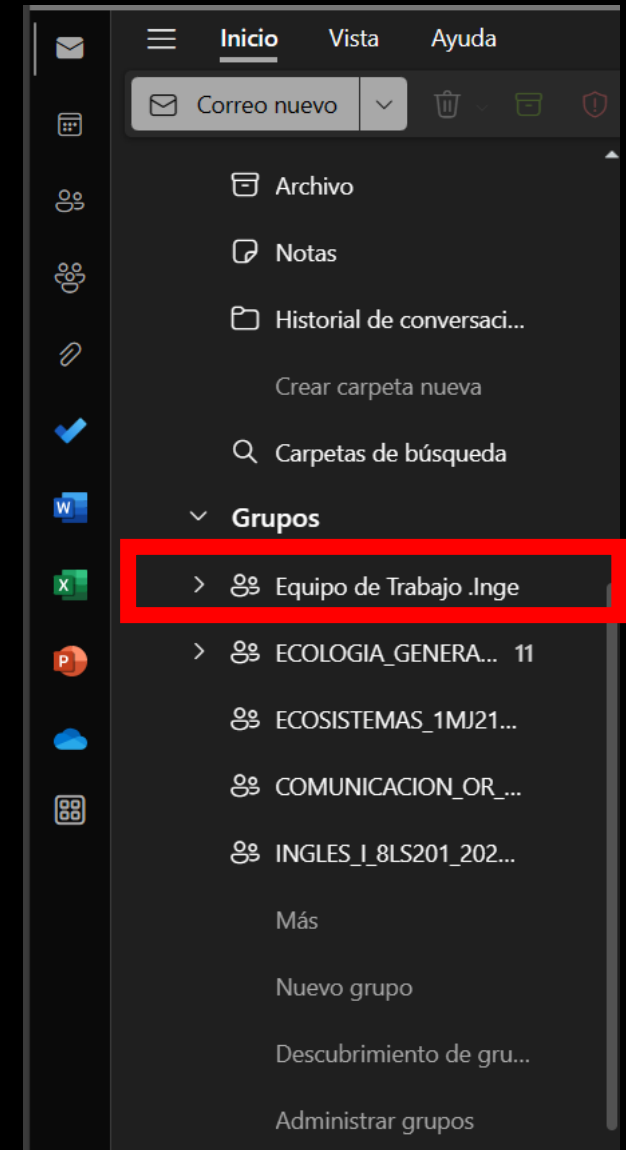 Inicio Vista Ayuda
Correo nuevo
Archivo
Notas
Historial de conversaci...
Crear carpeta nueva
Carpetas de búsqueda
Grupos
Equipo de Trabajo .Inge
ECOLOGIA_GENERA... 11
ECOSISTEMAS_1MJ21...
COMUNICACION_OR_...
INGLES_I_8LS201_202...
Más
Nuevo grupo
Descubrimiento de gru...
Administrar grupos
W
X
P